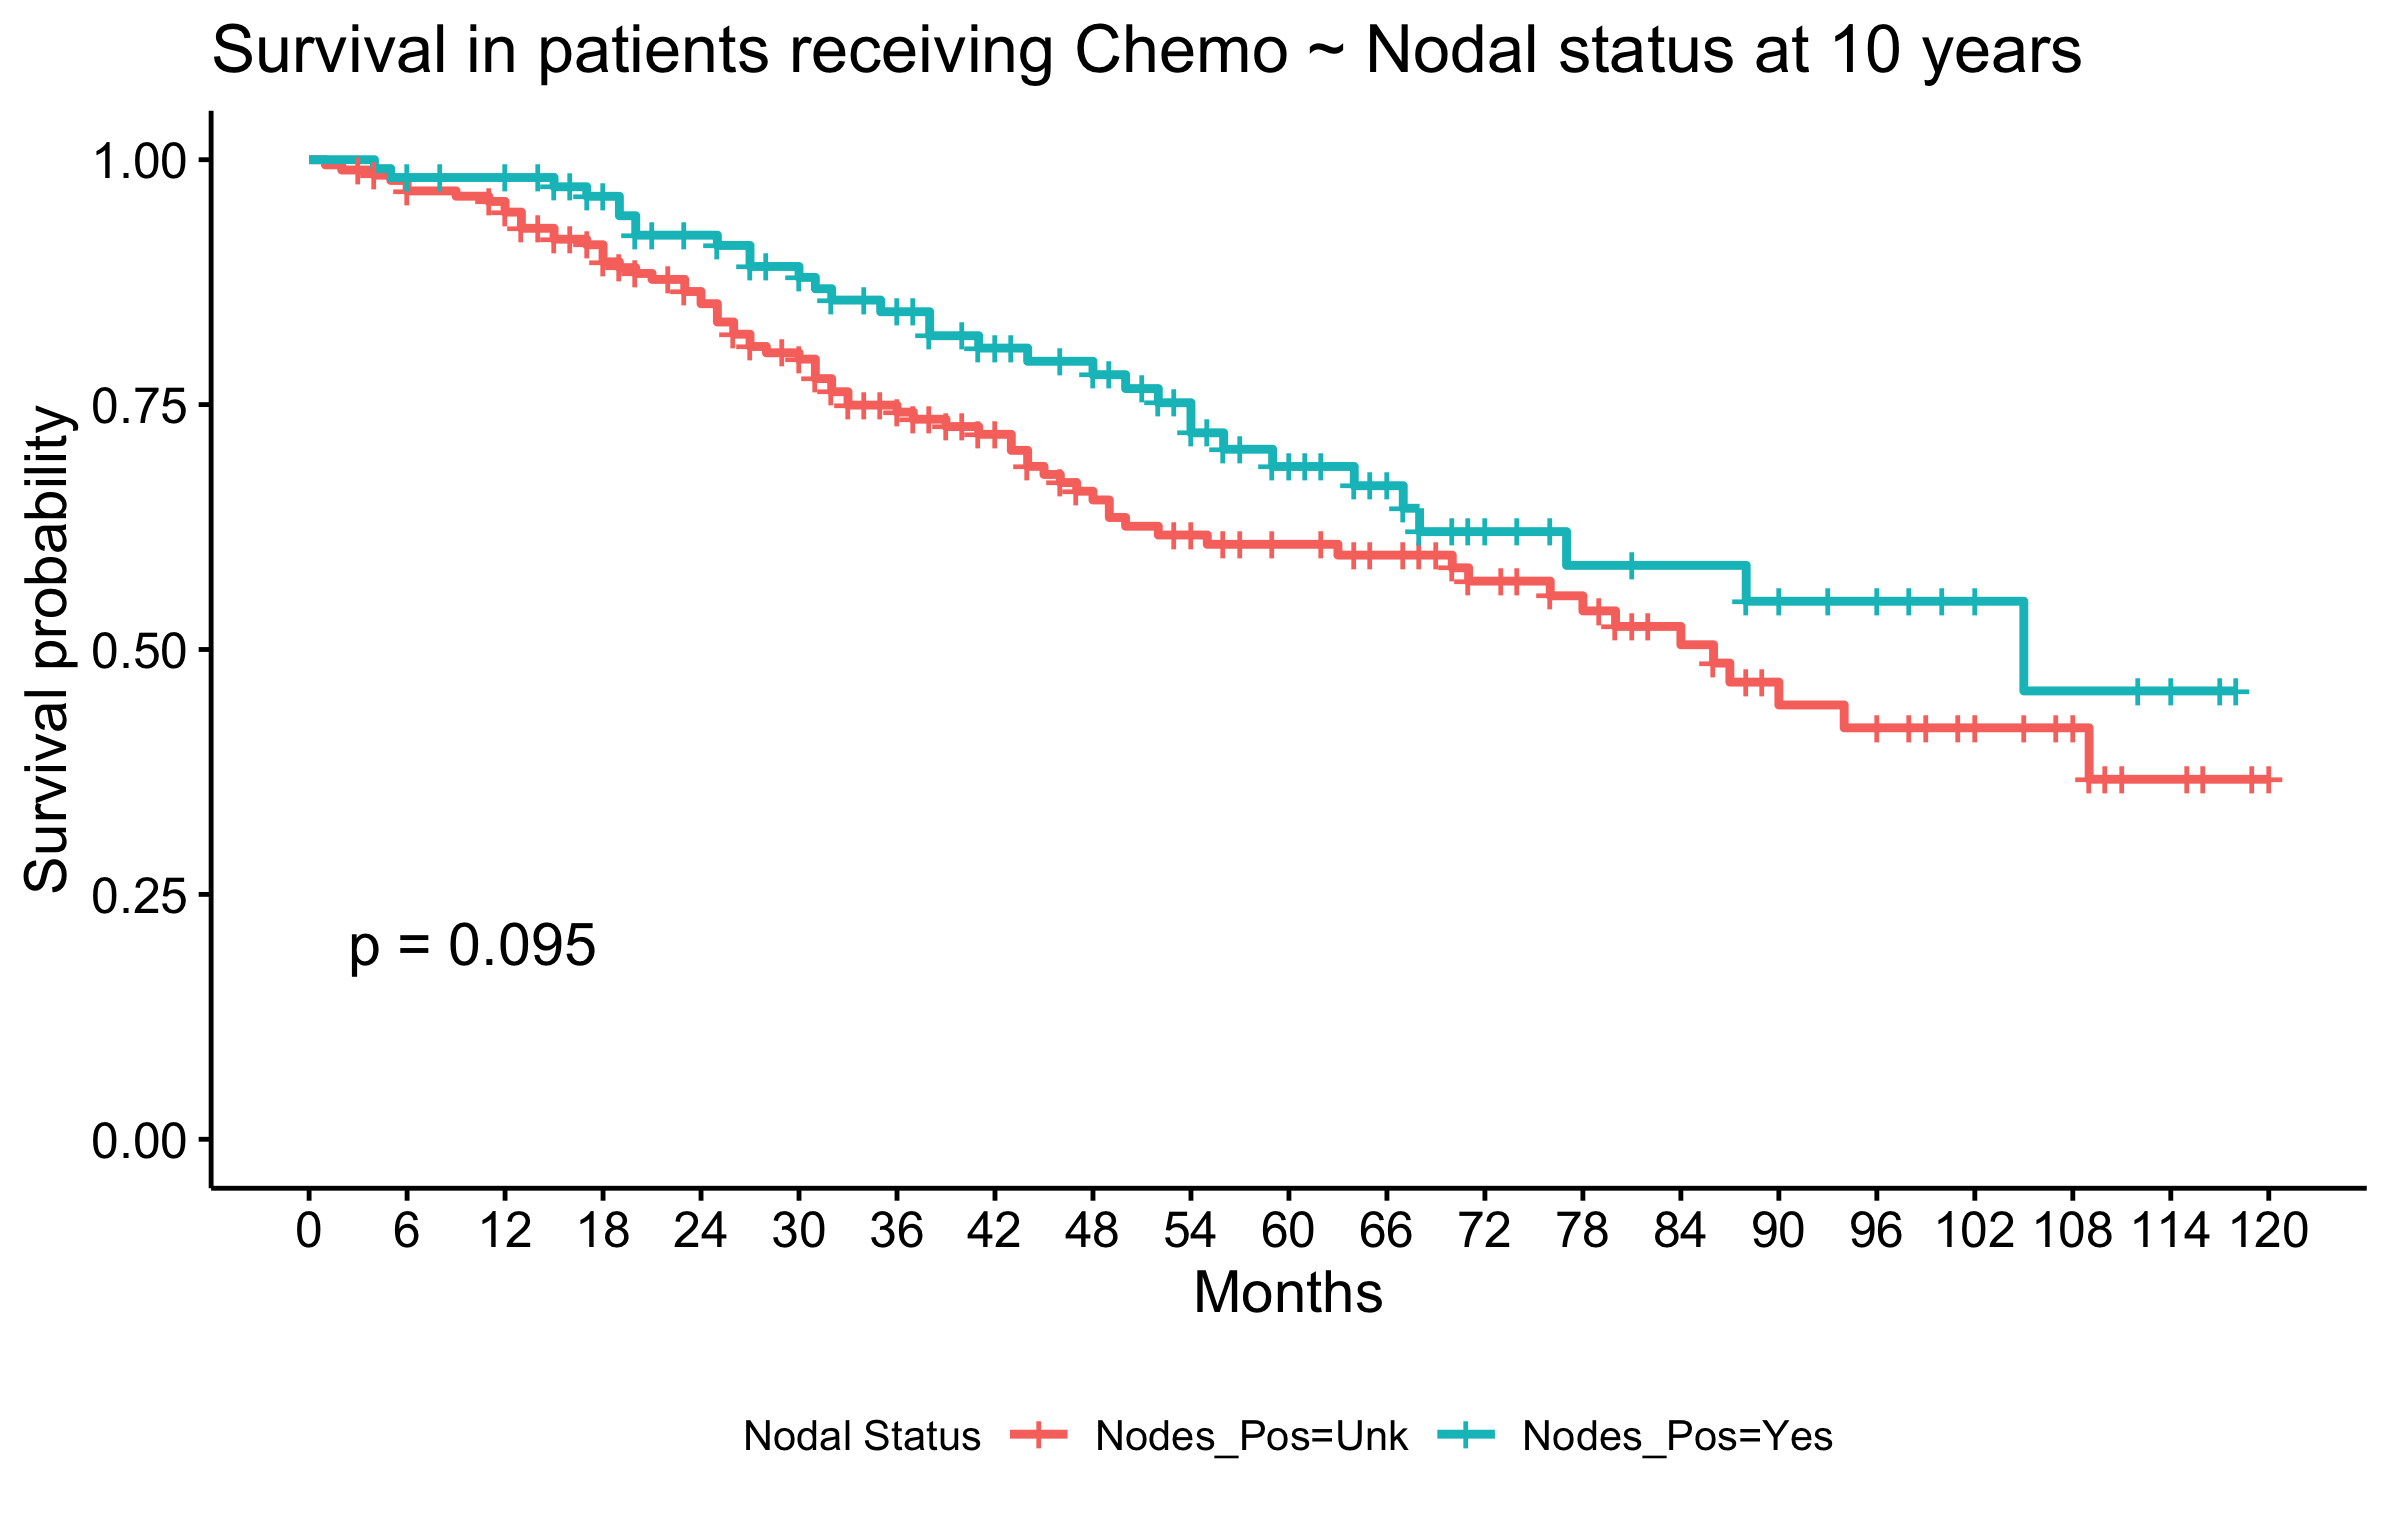 Survival in patients receiving Chemo ~ Nodal status at 10 years
Survival probability
1.00
0.75
0.50
0.25
0.00
p = 0.095
0 6 12 18 24 30 36 42 48 54 60 66 72 78 84 90 96 102 108 114 120
Months
Nodal Status Nodes_Pos=Unk Nodes_Pos=Yes